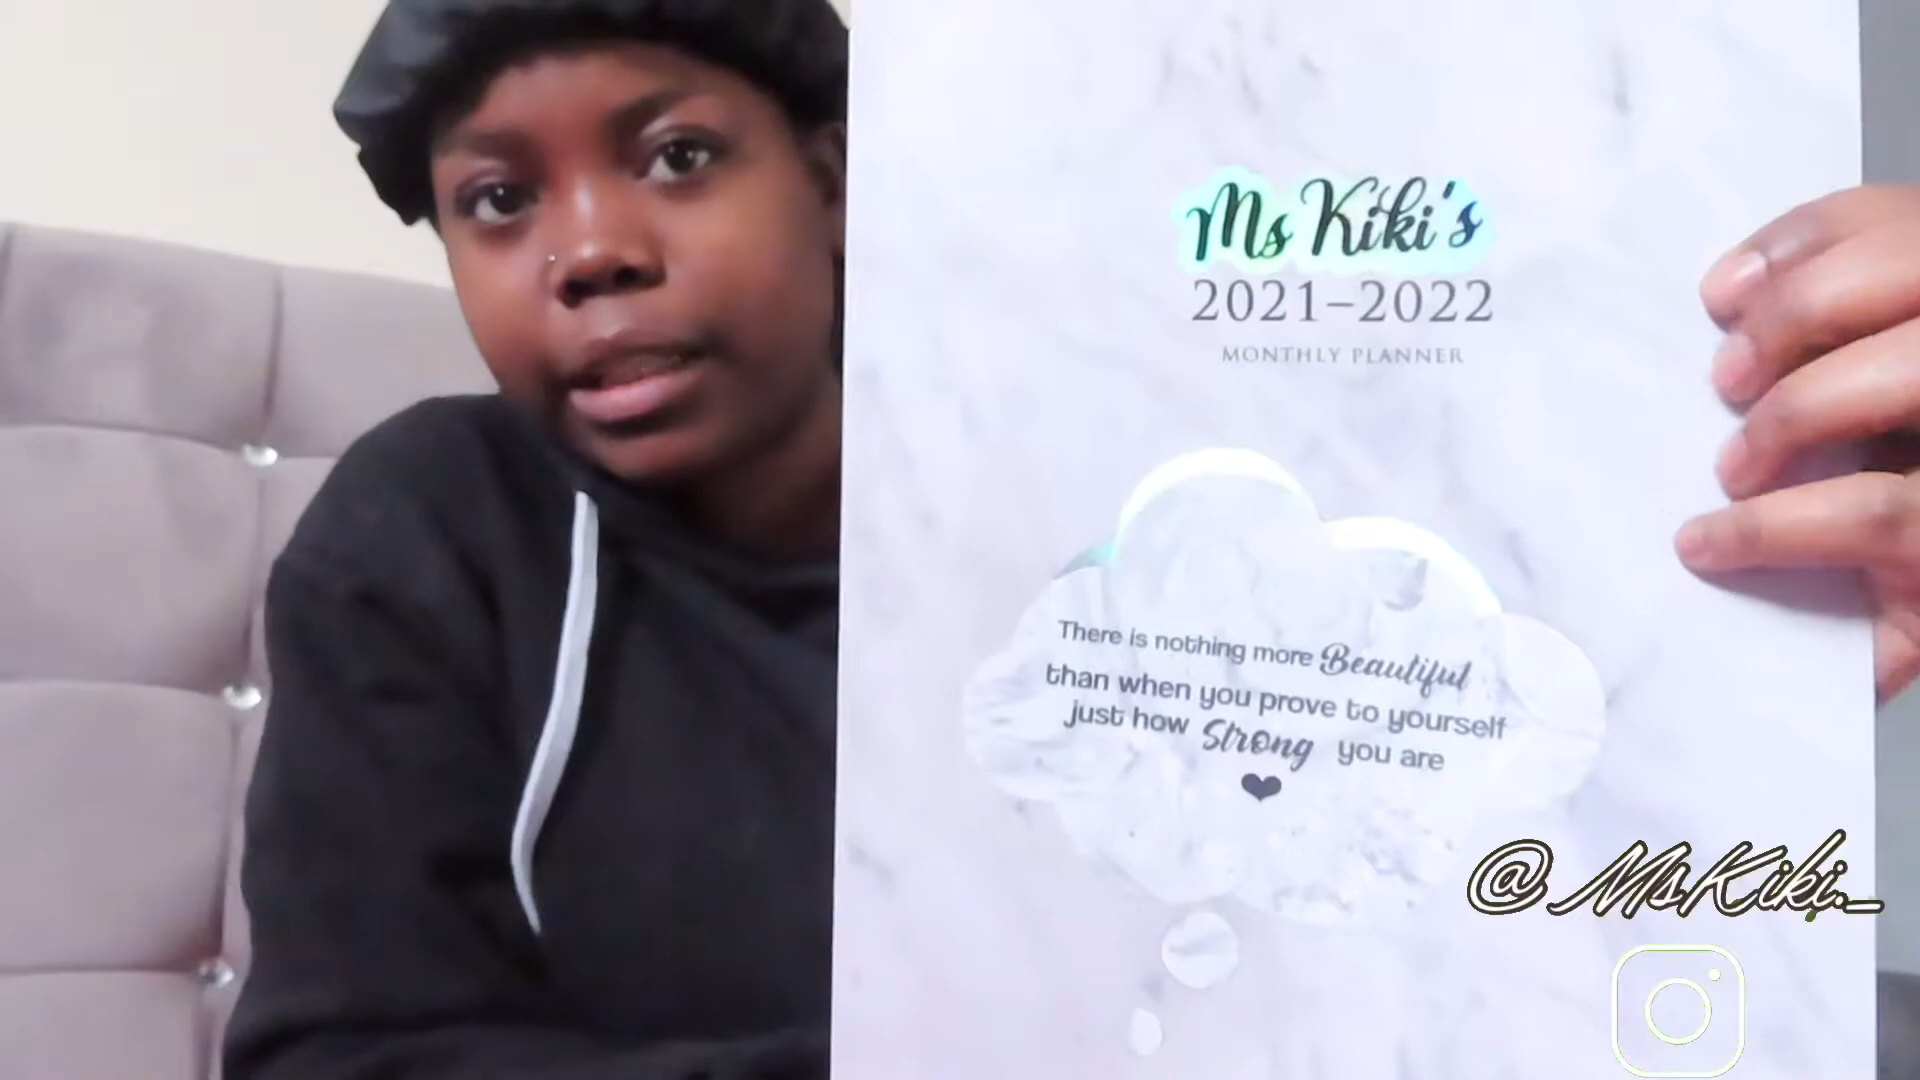 Ms Kiki's
2021-2022
MONTHLY PLANNER
There is nothing more Beautiful
than when you prove to yourself
just how Strong you are
@MsKiki._